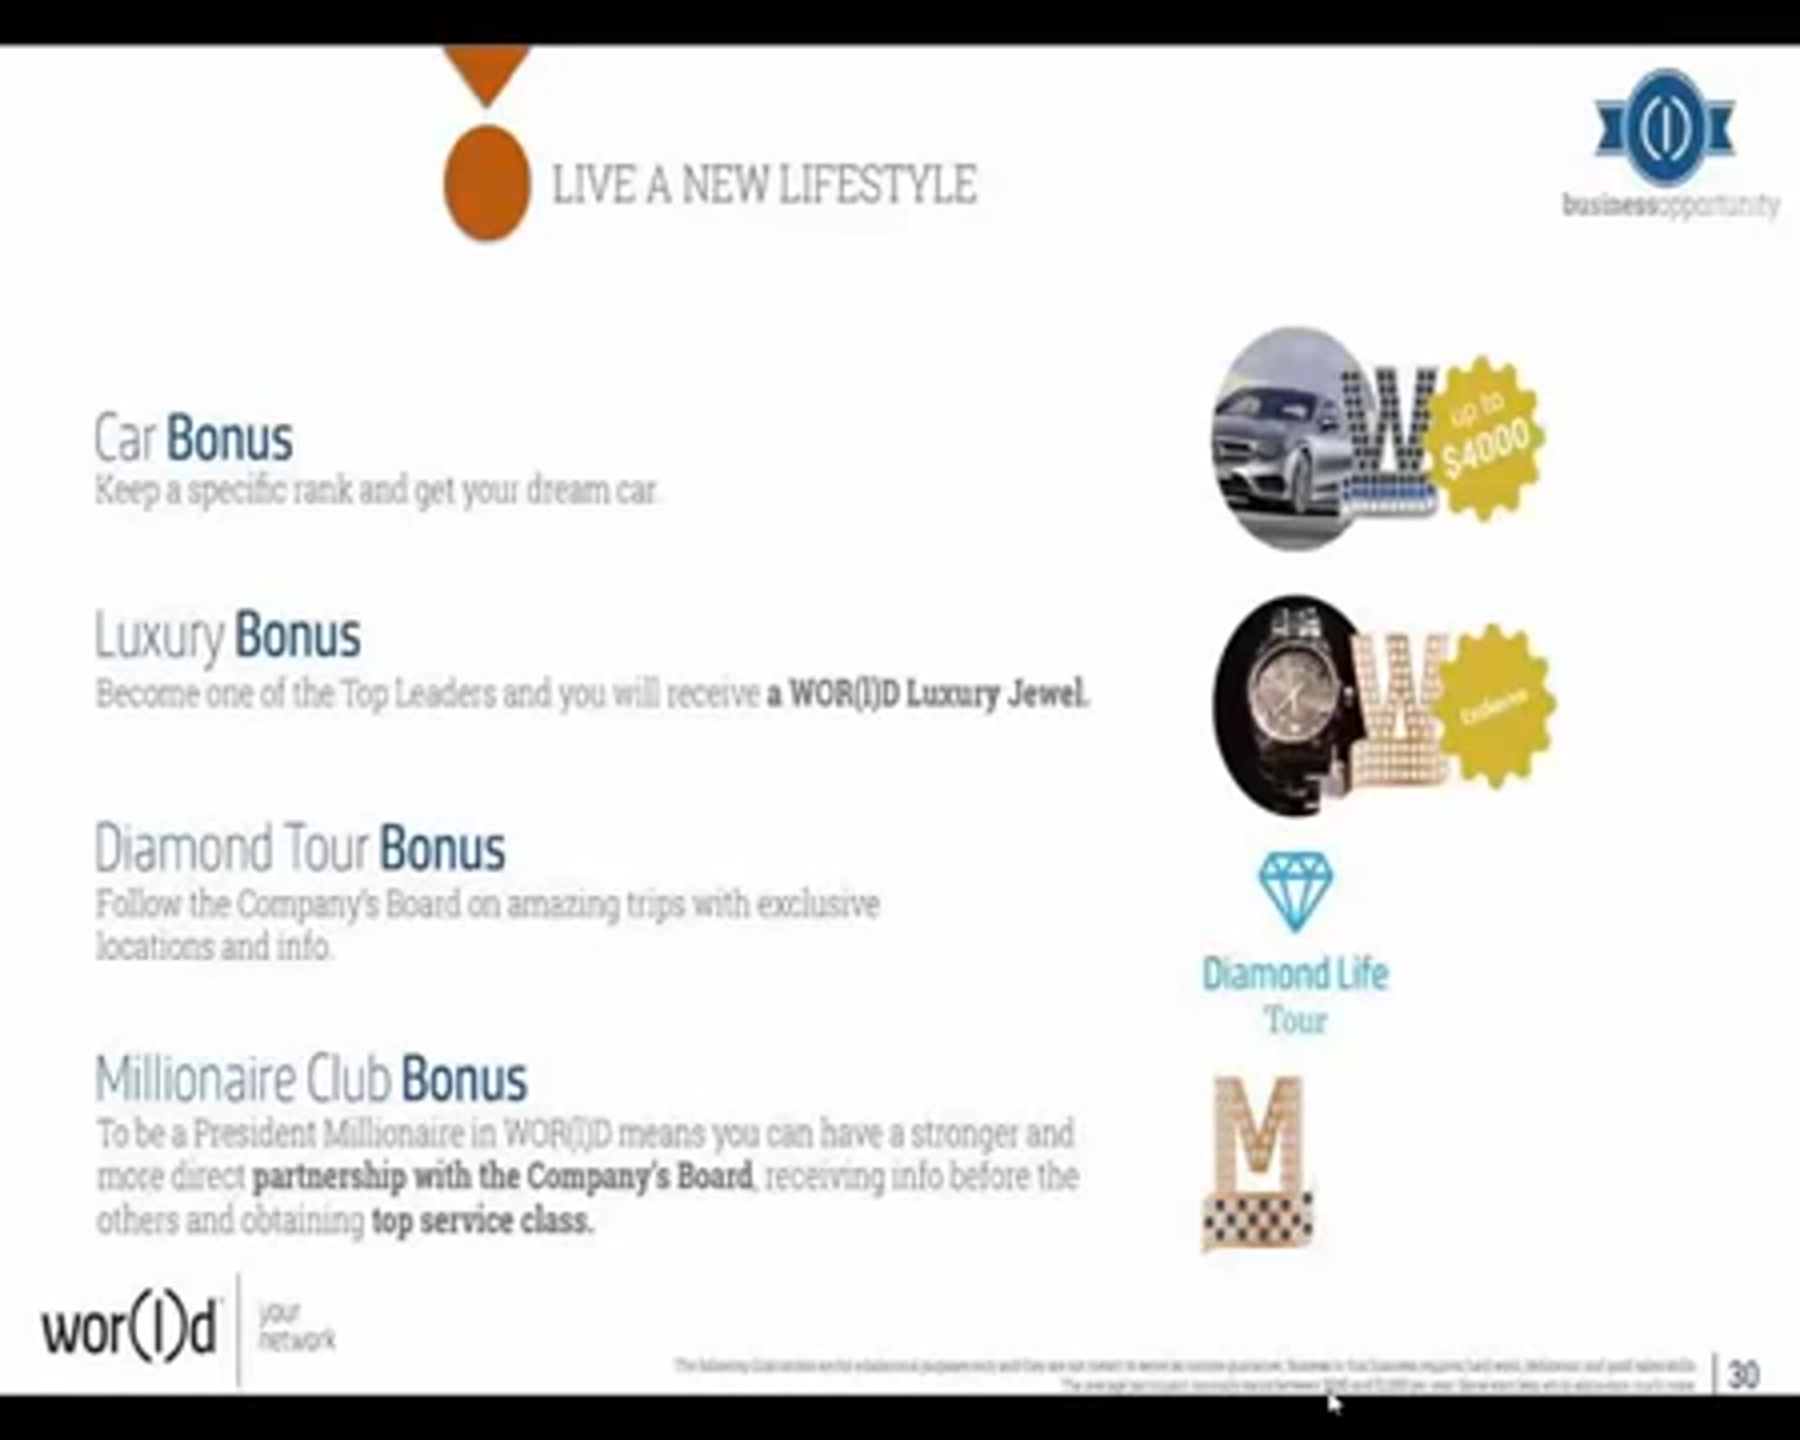 LIVE A NEW LIFESTYLE
businessopportunity
Car Bonus
Keep a specific rank and get your dream car.
up to
$4000
Luxury Bonus
Become one of the Top Leaders and you will receive a WOR(l)D Luxury Jewel.
Exclusive
Diamond Tour Bonus
Follow the Company's Board on amazing trips with exclusive
locations and info.
Diamond Life
Tour
Millionaire Club Bonus
To be a President Millionaire in WOR(l)D means you can have a stronger and
more direct partnership with the Company's Board, receiving info before the
others and obtaining top service class.
M
wor(l)d
your
network
30